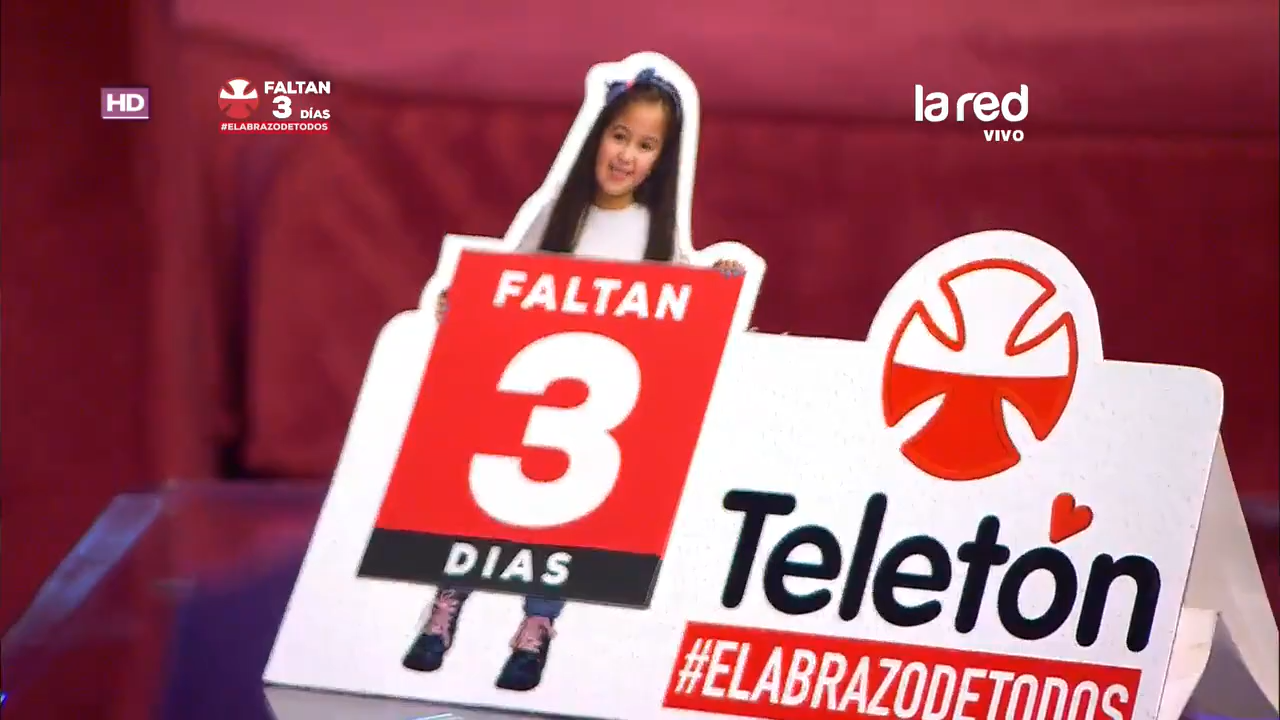 HD
FALTAN
3 DÍAS
#ELABRAZODETODOS
la red
VIVO
FALTAN
3
DIAS
Teletón
#ELABRAZODETODOS